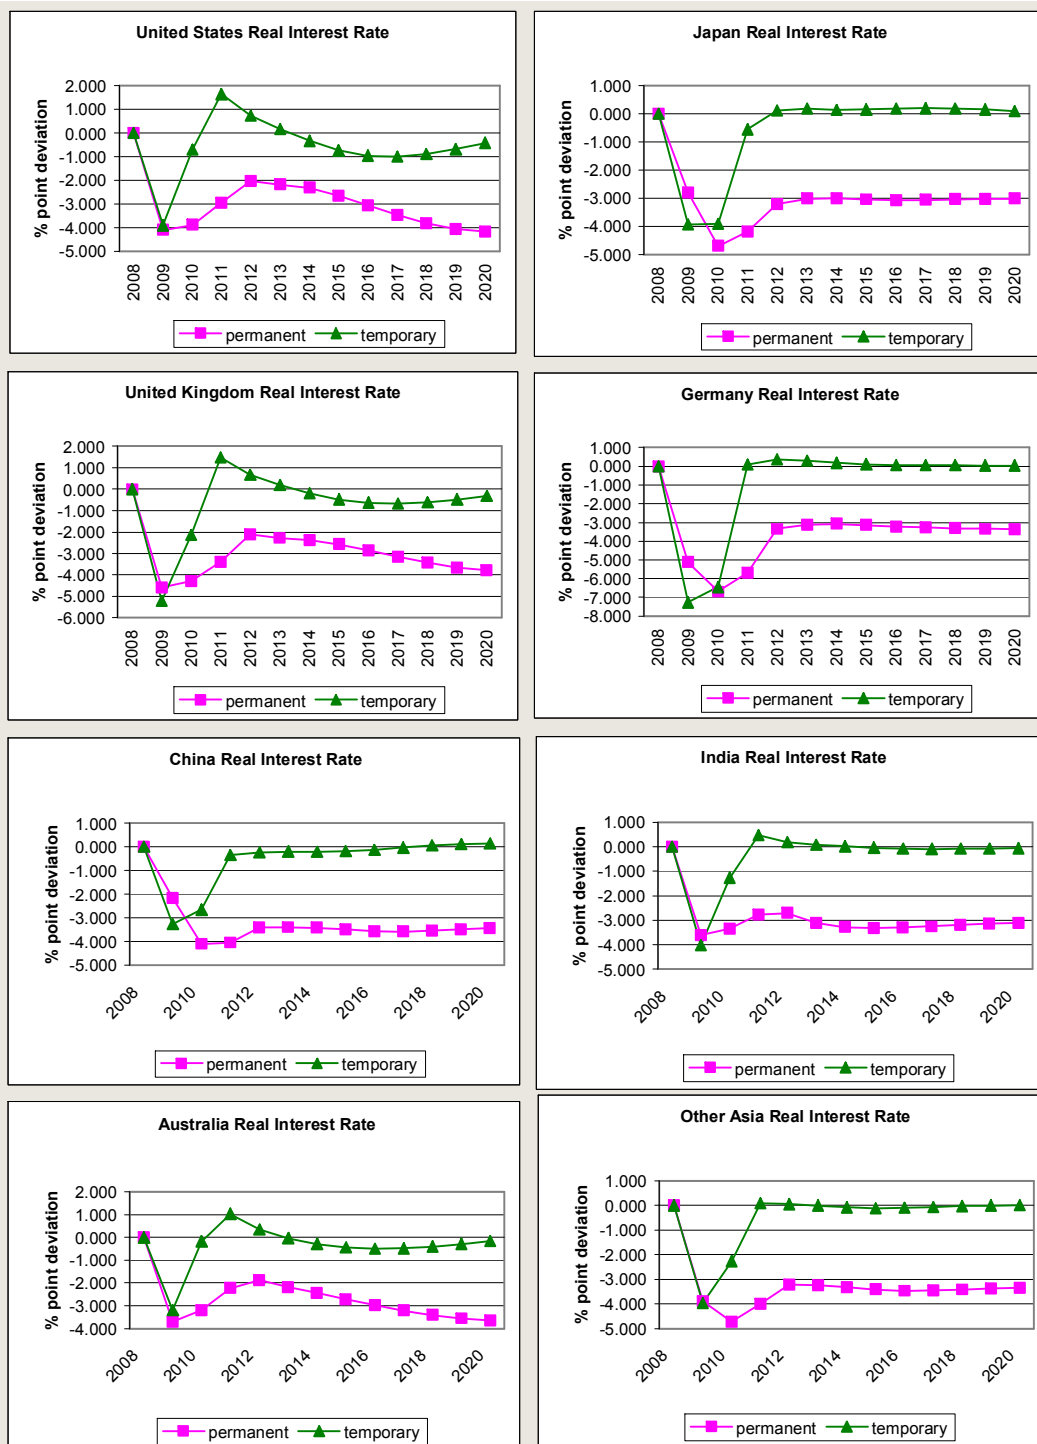 United States Real Interest Rate
% point deviation
2.000
1.000
0.000
-1.000
-2.000
-3.000
-4.000
-5.000
2008 2009 2010 2011 2012 2013 2014 2015 2016 2017 2018 2019 2020
permanent temporary
Japan Real Interest Rate
% point deviation
1.000
0.000
-1.000
-2.000
-3.000
-4.000
-5.000
2008 2009 2010 2011 2012 2013 2014 2015 2016 2017 2018 2019 2020
permanent temporary
United Kingdom Real Interest Rate
% point deviation
2.000
1.000
0.000
-1.000
-2.000
-3.000
-4.000
-5.000
-6.000
2008 2009 2010 2011 2012 2013 2014 2015 2016 2017 2018 2019 2020
permanent temporary
Germany Real Interest Rate
% point deviation
1.000
0.000
-1.000
-2.000
-3.000
-4.000
-5.000
-6.000
-7.000
-8.000
2008 2009 2010 2011 2012 2013 2014 2015 2016 2017 2018 2019 2020
permanent temporary
China Real Interest Rate
% point deviation
1.000
0.000
-1.000
-2.000
-3.000
-4.000
-5.000
2008 2010 2012 2014 2016 2018 2020
permanent temporary
India Real Interest Rate
% point deviation
1.000
0.000
-1.000
-2.000
-3.000
-4.000
-5.000
2008 2010 2012 2014 2016 2018 2020
permanent temporary
Australia Real Interest Rate
% point deviation
2.000
1.000
0.000
-1.000
-2.000
-3.000
-4.000
2008 2010 2012 2014 2016 2018 2020
permanent temporary
Other Asia Real Interest Rate
% point deviation
1.000
0.000
-1.000
-2.000
-3.000
-4.000
-5.000
2008 2010 2012 2014 2016 2018 2020
permanent temporary